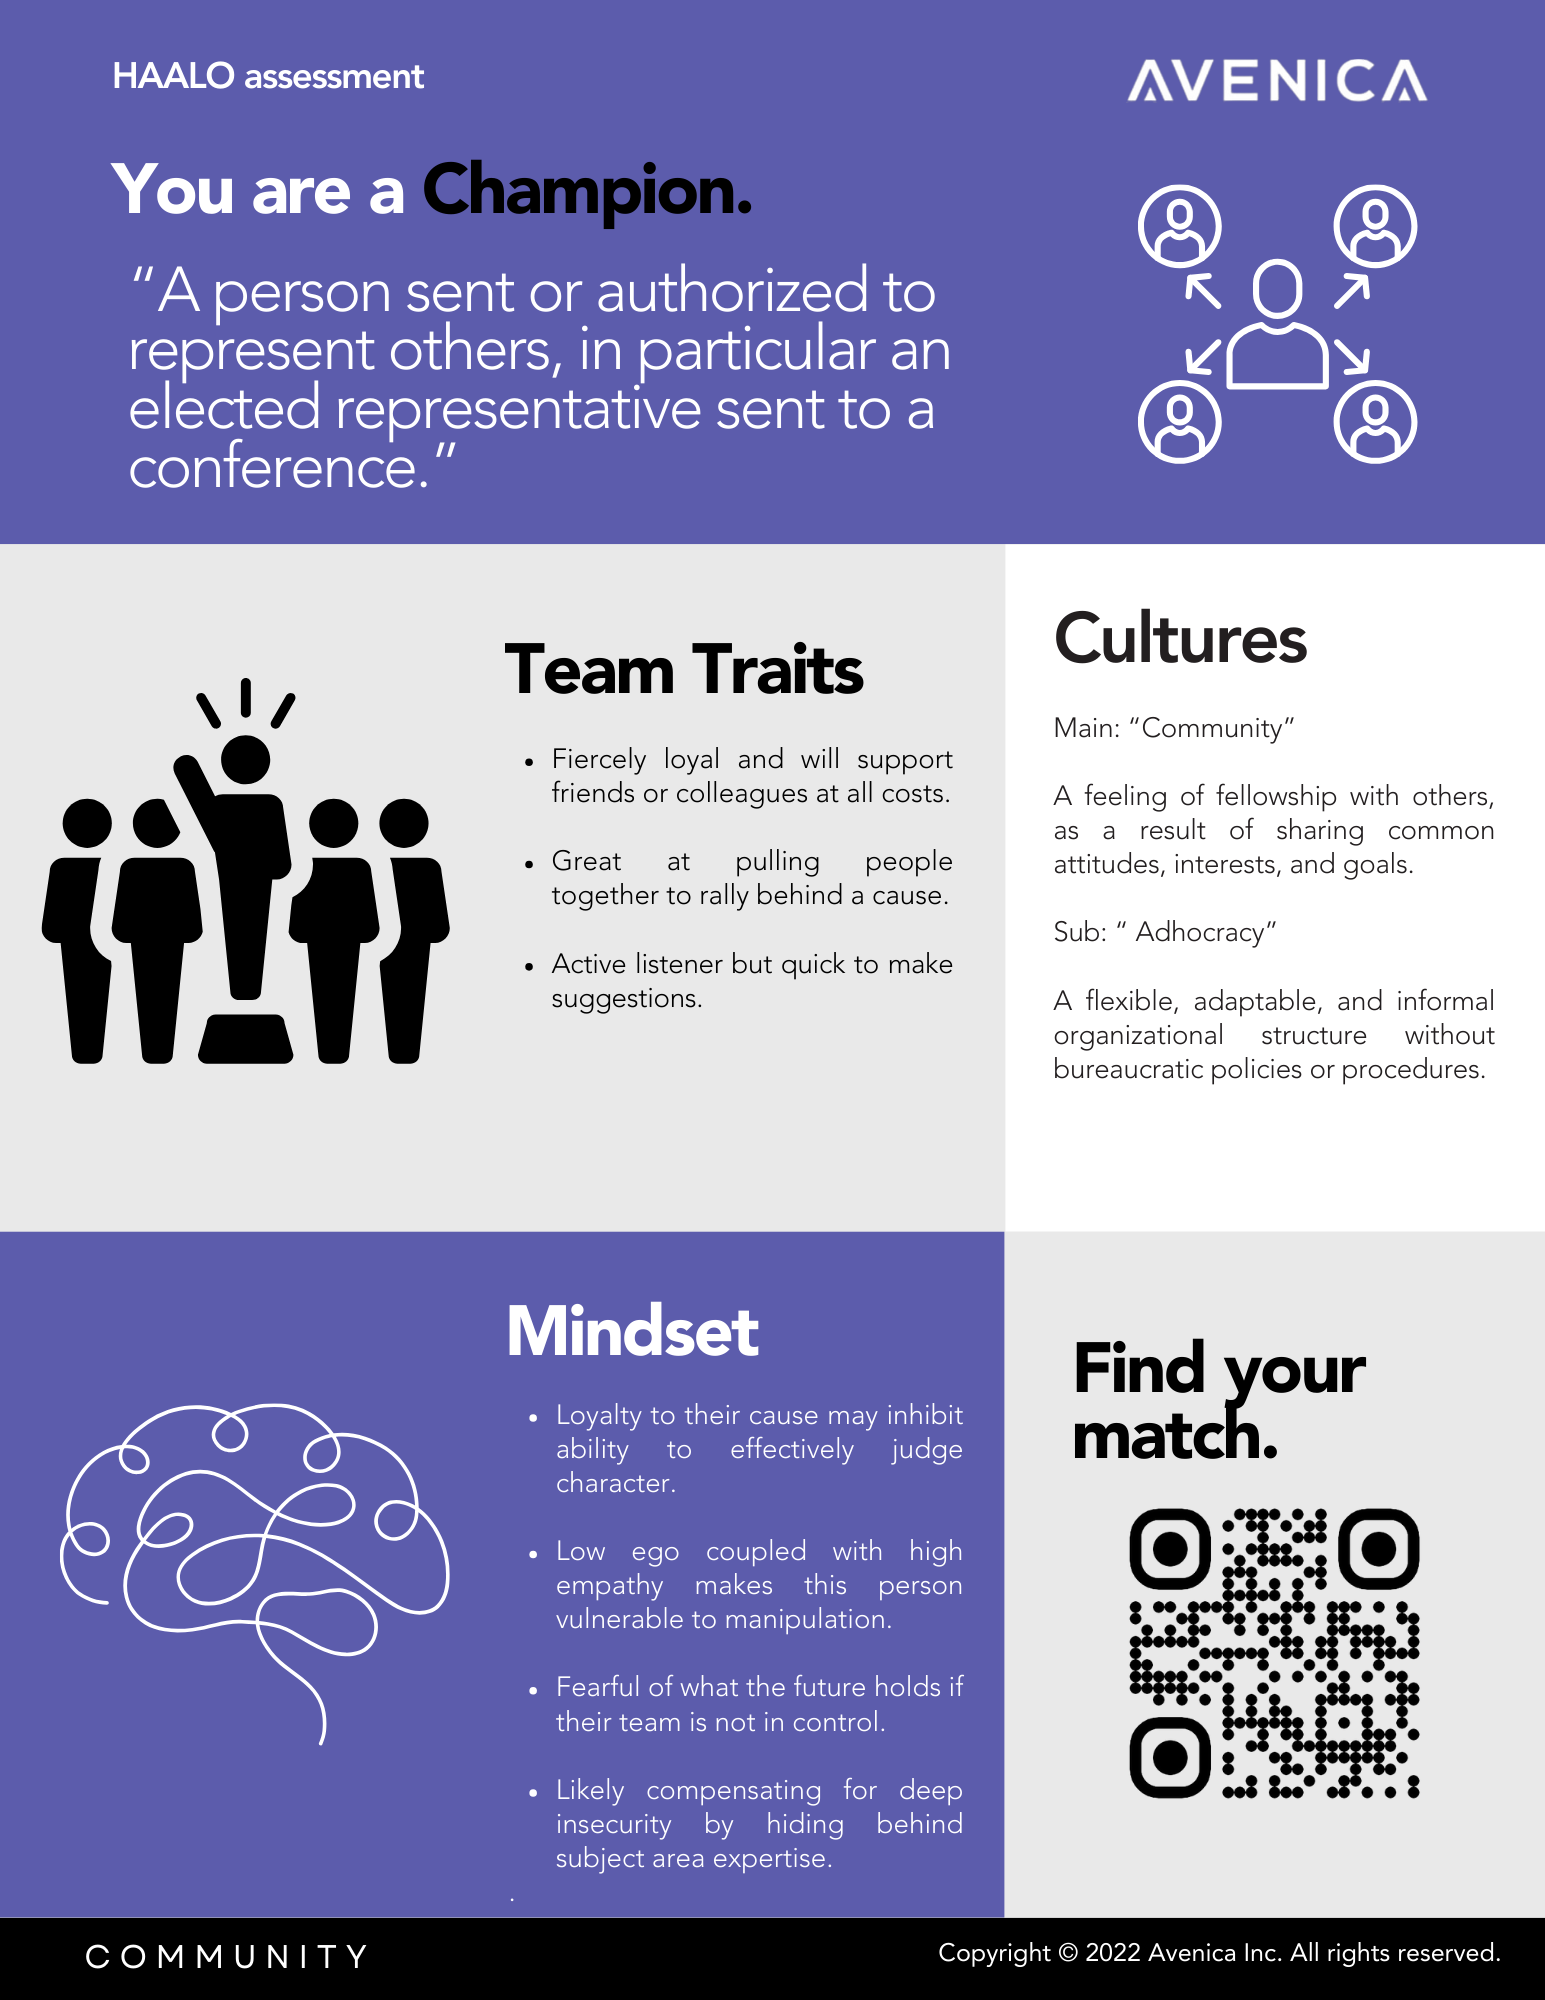 HAALO assessment
AVENICA
You are a Champion.
“A person sent or authorized to
represent others, in particular an
elected representative sent to a
conference.”
Team Traits
• Fiercely loyal and will support
friends or colleagues at all costs.
• Great at pulling people
together to rally behind a cause.
• Active listener but quick to make
suggestions.
Cultures
Main: “Community”
A feeling of fellowship with others,
as a result of sharing common
attitudes, interests, and goals.
Sub: “ Adhocracy”
A flexible, adaptable, and informal
organizational structure without
bureaucratic policies or procedures.
Mindset
• Loyalty to their cause may inhibit
ability to effectively judge
character.
• Low ego coupled with high
empathy makes this person
vulnerable to manipulation.
• Fearful of what the future holds if
their team is not in control.
• Likely compensating for deep
insecurity by hiding behind
subject area expertise.
.
Find your
match.
COMMUNITY
Copyright © 2022 Avenica Inc. All rights reserved.